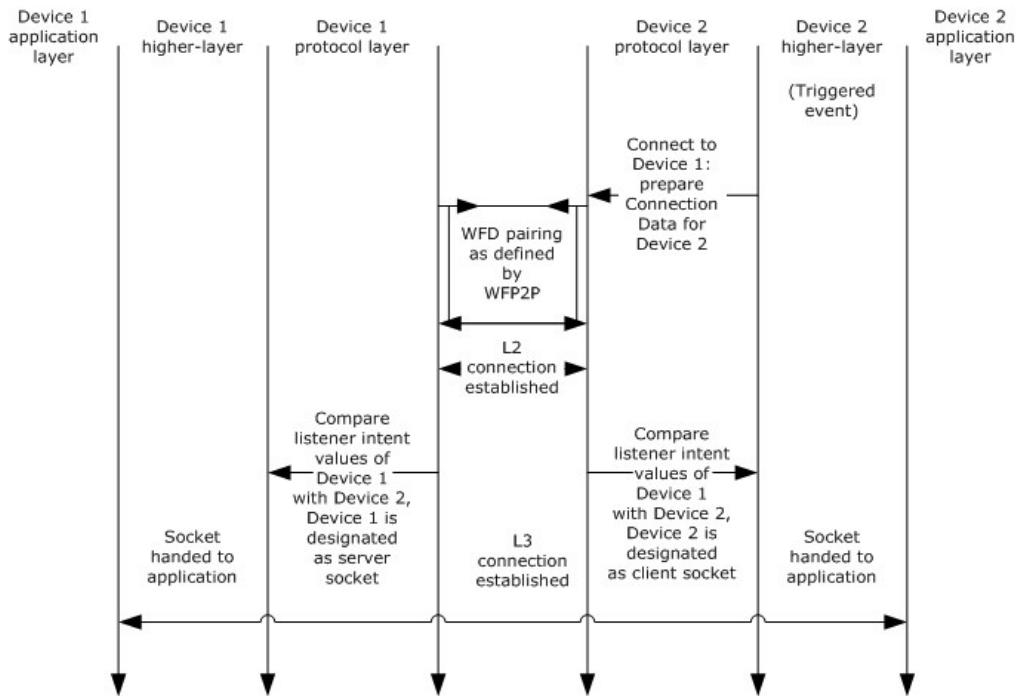 Device 1
application
layer
Device 1
higher-layer
Device 1
protocol layer
Device 2
protocol layer
Device 2
higher-layer
Device 2
application
layer
(Triggered
event)
Connect to
Device 1:
prepare
Connection
Data for
Device 2
WFD pairing
as defined
by
WFP2P
L2
connection
established
Compare
listener intent
values of
Device 1
with Device 2,
Device 1 is
designated
as server
socket
Compare
listener intent
values of
Device 1
with Device 2,
Device 2 is
designated
as client socket
Socket
handed to
application
L3
connection
established
Socket
handed to
application